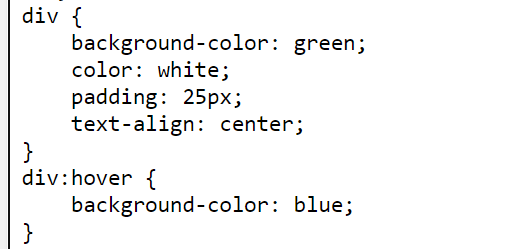 div {
    background-color: green;
    color: white;
    padding: 25px;
    text-align: center;
}
div:hover {
    background-color: blue;
}